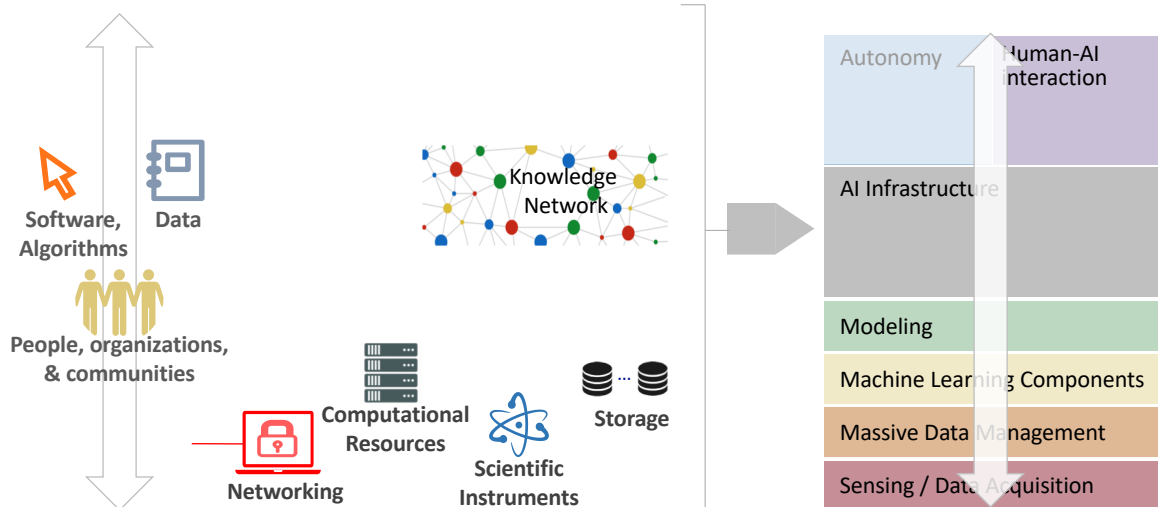 Software,
Algorithms
Data
People, organizations,
& communities
Knowledge
Network
Networking
Computational
Resources
Scientific
Instruments
...
Storage
Autonomy
Human-AI
interaction
AI Infrastructure
Modeling
Machine Learning Components
Massive Data Management
Sensing / Data Acquisition